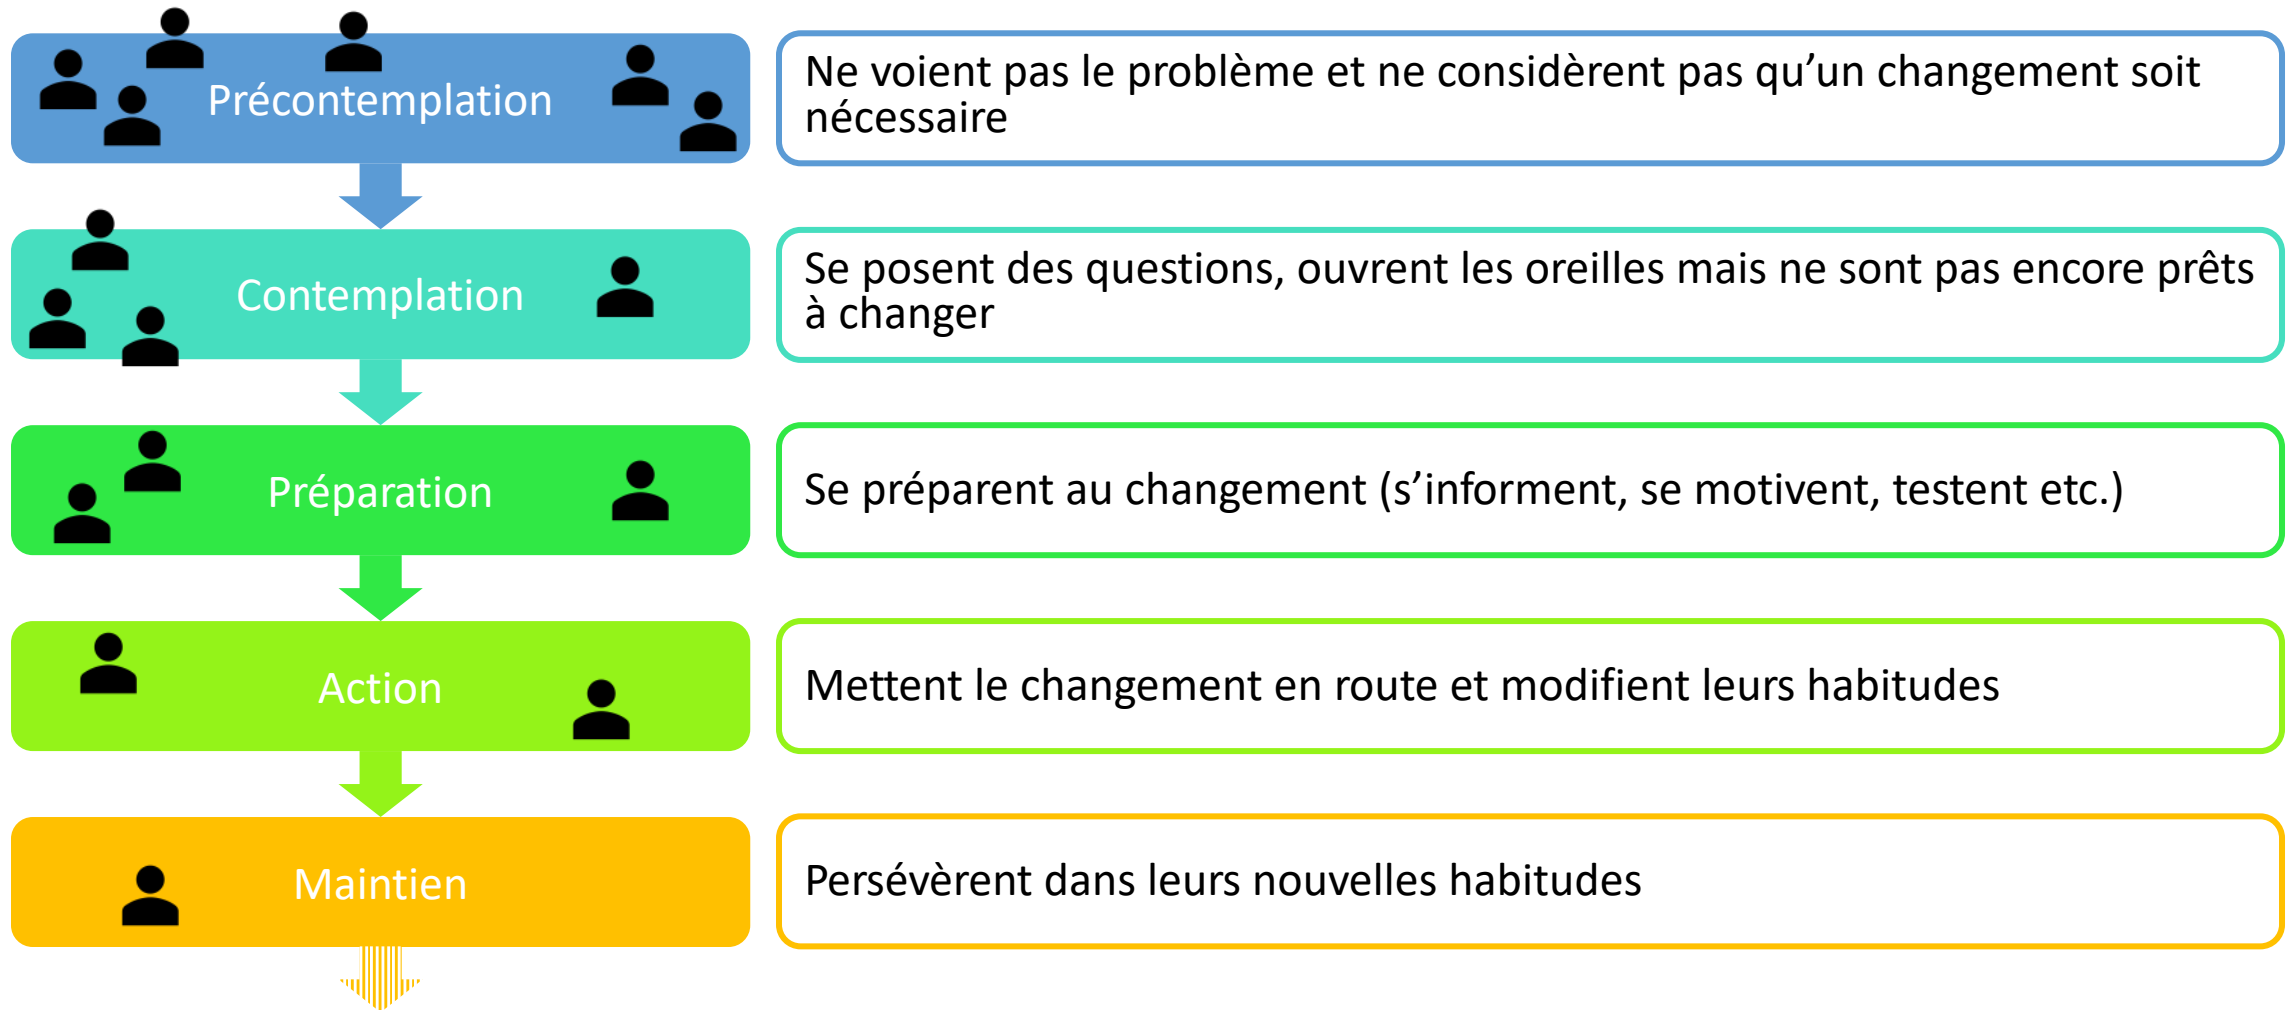 Précontemplation
Ne voient pas le problème et ne considèrent pas qu’un changement soit
nécessaire
Contemplation
Se posent des questions, ouvrent les oreilles mais ne sont pas encore prêts
à changer
Préparation
Se préparent au changement (s’informent, se motivent, testent etc.)
Action
Mettent le changement en route et modifient leurs habitudes
Maintien
Persévèrent dans leurs nouvelles habitudes